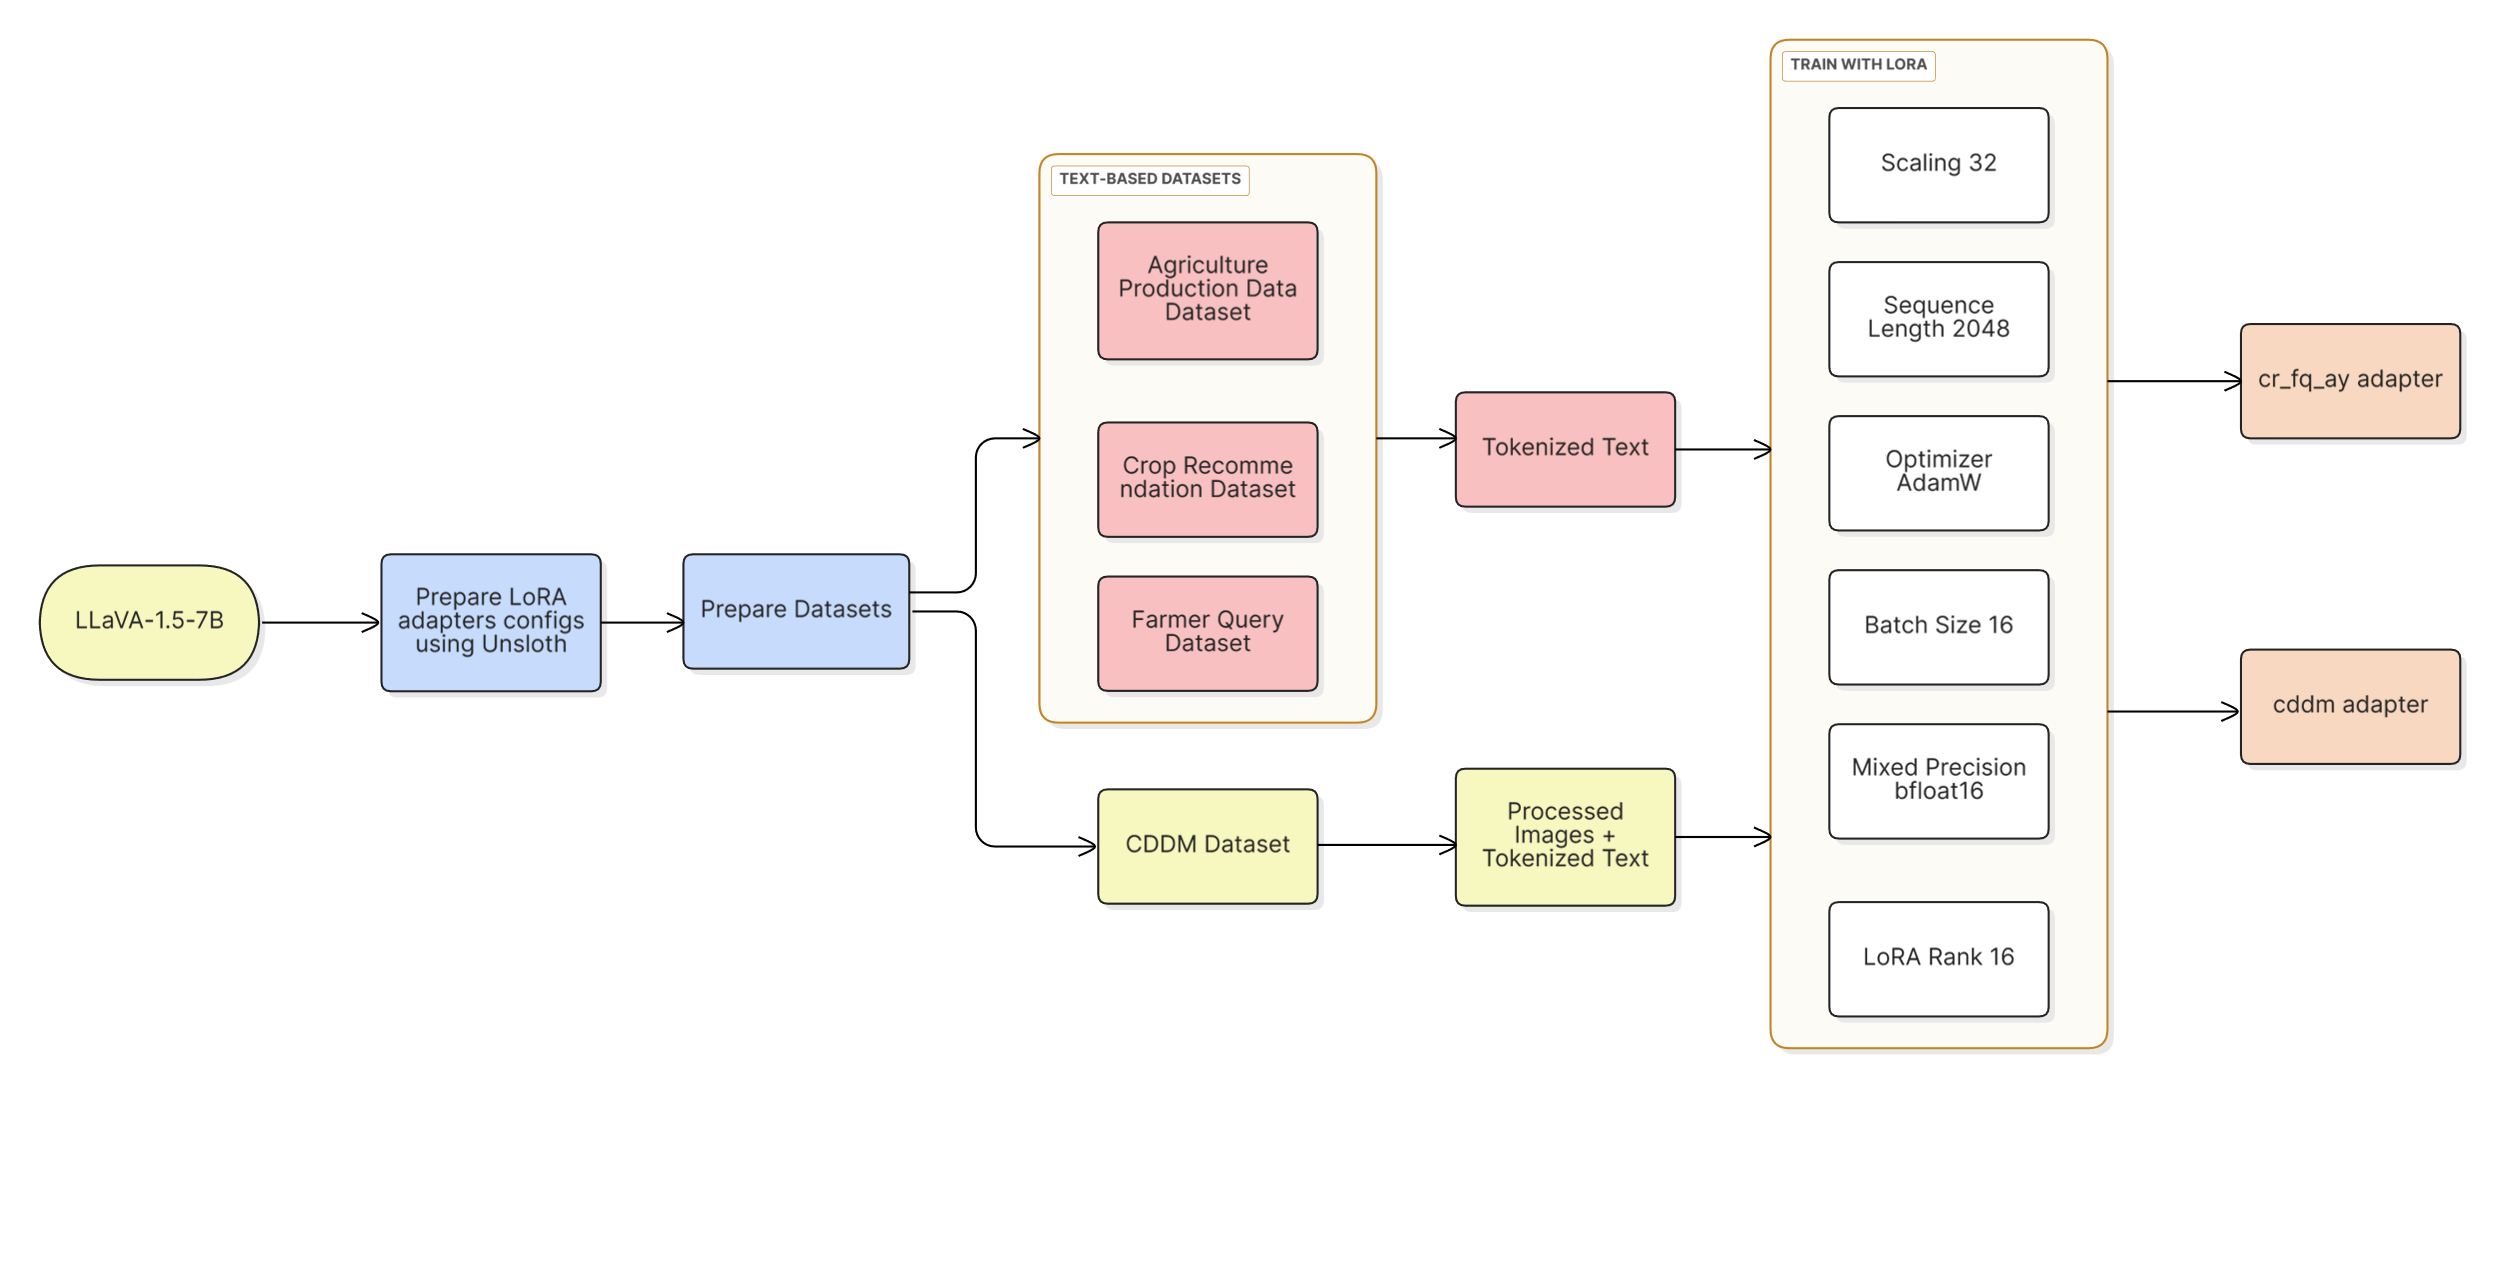 LLaVA-1.5-7B
Prepare LoRA
adapters configs
using Unsloth
Prepare Datasets
TEXT-BASED DATASETS
Agriculture
Production Data
Dataset
Crop Recomme
ndation Dataset
Farmer Query
Dataset
CDDM Dataset
Tokenized Text
Processed
Images +
Tokenized Text
TRAIN WITH LORA
Scaling 32
Sequence
Length 2048
Optimizer
AdamW
Batch Size 16
Mixed Precision
bfloat16
LoRA Rank 16
cr_fq_ay adapter
cddm adapter